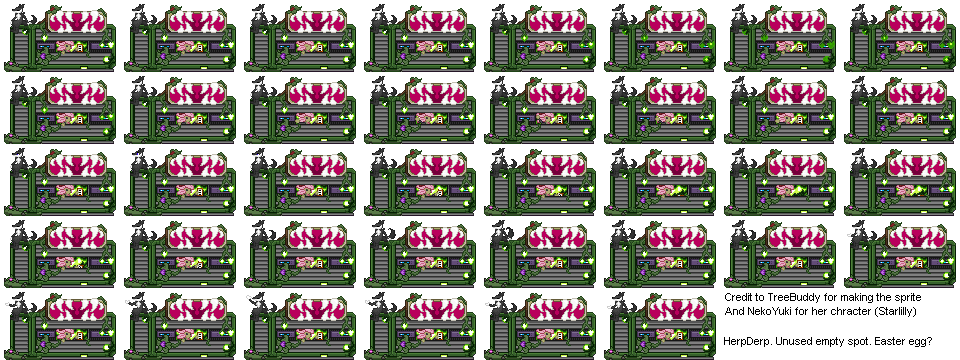 Credit to TreeBuddy for making the sprite
And NekoYuki for her chracter (Starlilly)
HerpDerp. Unused empty spot. Easter egg?